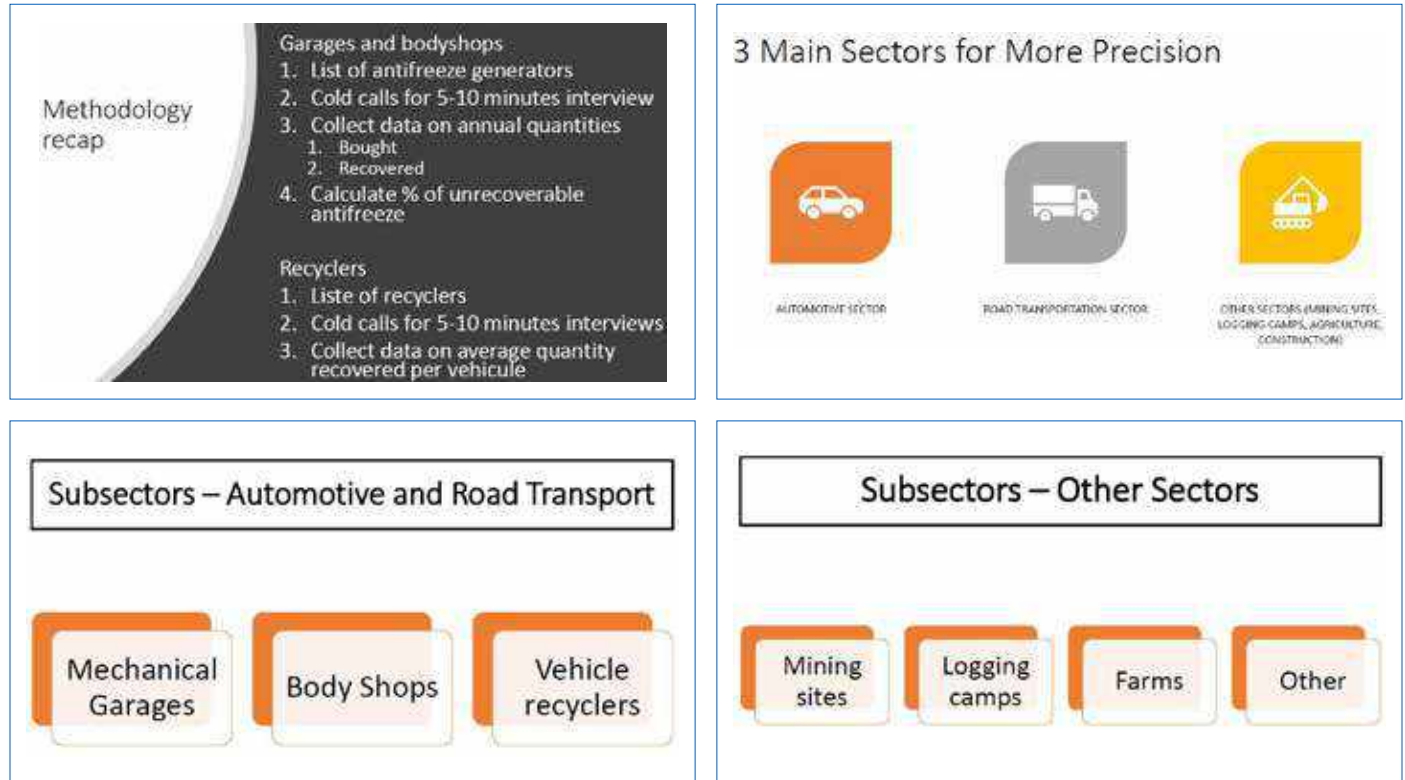 Methodology
recap
Garages and bodyshops
1. List of antifreeze generators
2. Cold calls for 5-10 minutes interview
3. Collect data on annual quantities
1. Bought
2. Recovered
4. Calculate % of unrecoverable
antifreeze
Recyclers
1. Liste of recyclers
2. Cold calls for 5-10 minutes interviews
3. Collect data on average quantity
recovered per vehicule
3 Main Sectors for More Precision
AUTOMOTIVE SECTOR
ROAD TRANSPORTATION SECTOR
OTHER SECTORS (MINING SITES,
LOGGING CAMPS, AGRICULTURE,
CONSTRUCTION)
Subsectors – Automotive and Road Transport
Mechanical
Garages
Body Shops
Vehicle
recyclers
Subsectors – Other Sectors
Mining
sites
Logging
camps
Farms
Other